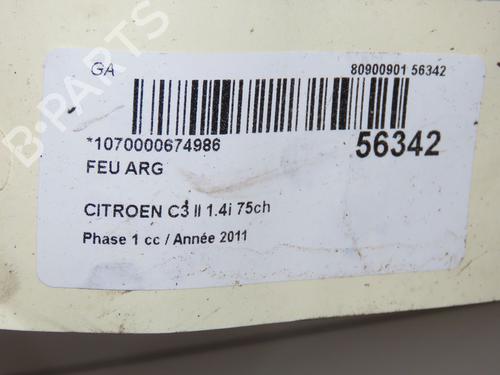 GA
80900901 56342
*1070000674986
56342
FEU ARG
CITROEN C3 II 1.4i 75ch
Phase 1 cc / Année 2011
B-PARTS